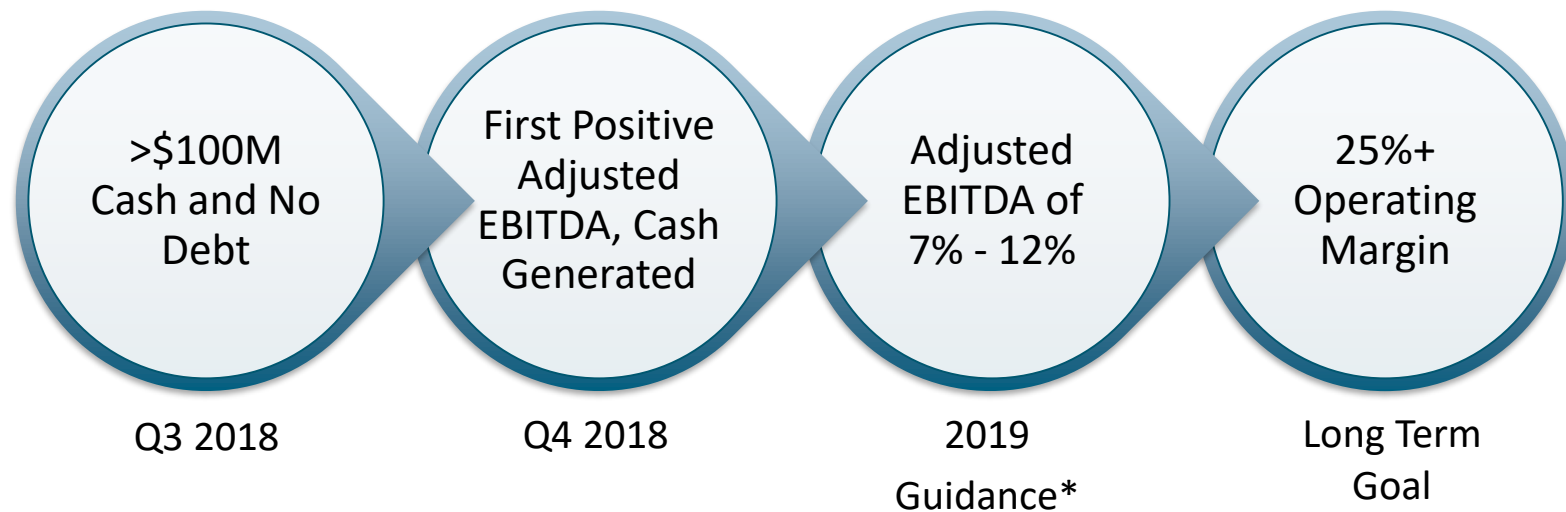 >$100M
Cash and No
Debt
First Positive
Adjusted
EBITDA, Cash
Generated
Adjusted
EBITDA of
7% - 12%
25%+
Operating
Margin
Q3 2018
Q4 2018
2019
Guidance*
Long Term
Goal